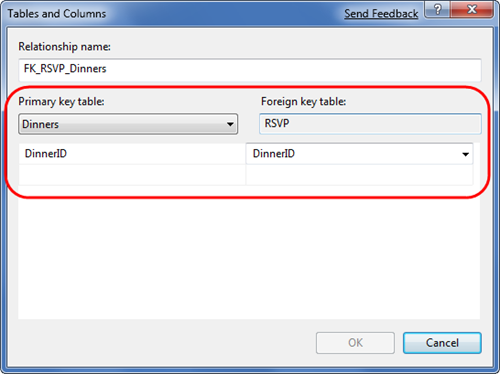 Tables and Columns
Send Feedback
?
Relationship name:
FK_RSVP_Dinners
Primary key table:
Foreign key table:
Dinners
RSVP
DinnerID
DinnerID
OK
Cancel